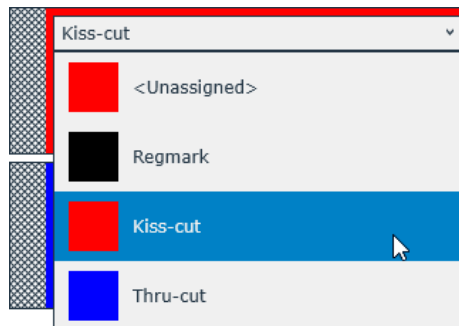 Kiss-cut
<Unassigned>
Regmark
Kiss-cut
Thru-cut